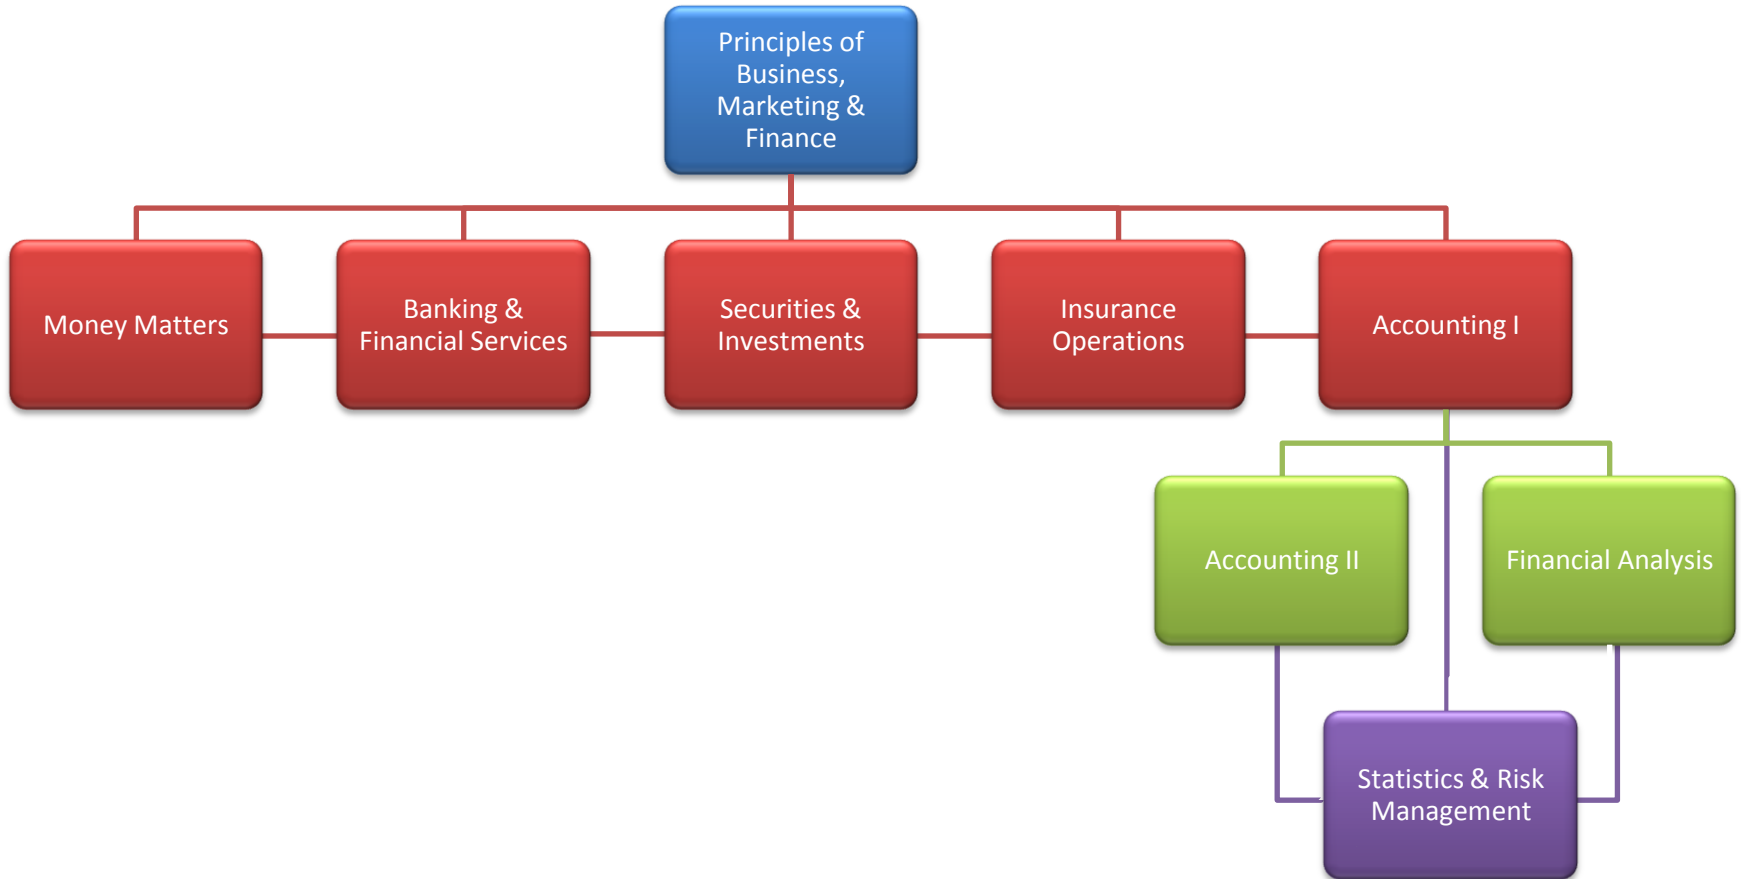 Principles of
Business,
Marketing &
Finance
Money Matters
Banking &
Financial Services
Securities &
Investments
Insurance
Operations
Accounting I
Accounting II
Financial Analysis
Statistics & Risk
Management